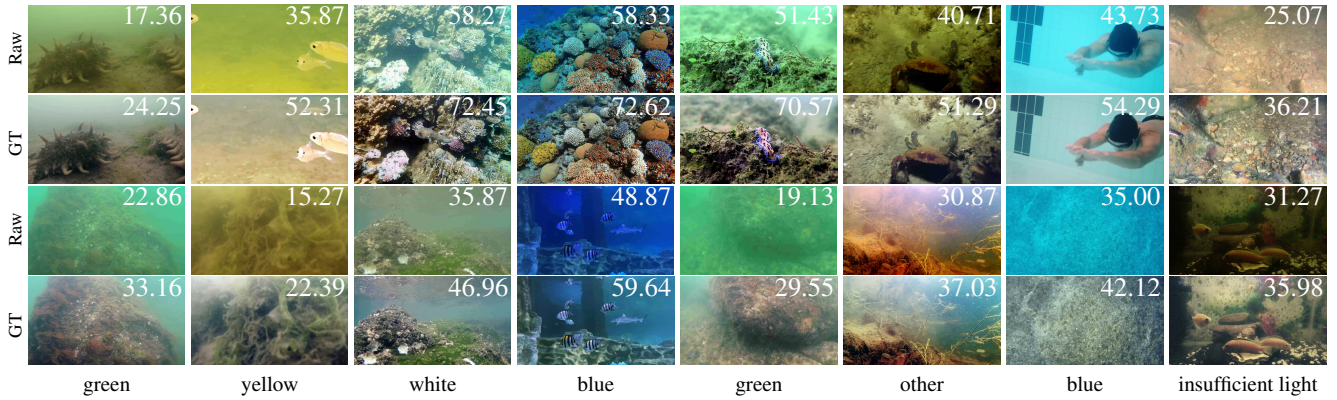 Raw 17.36 35.87 58.27 58.33 51.43 40.71 43.73 25.07
GT 24.25 52.31 72.45 72.62 70.57 51.29 54.29 36.21
Raw 22.86 15.27 35.87 48.87 19.13 30.87 35.00 31.27
GT 33.16 22.39 46.96 59.64 29.55 37.03 42.12 35.98
green yellow white blue green other blue insufficient light